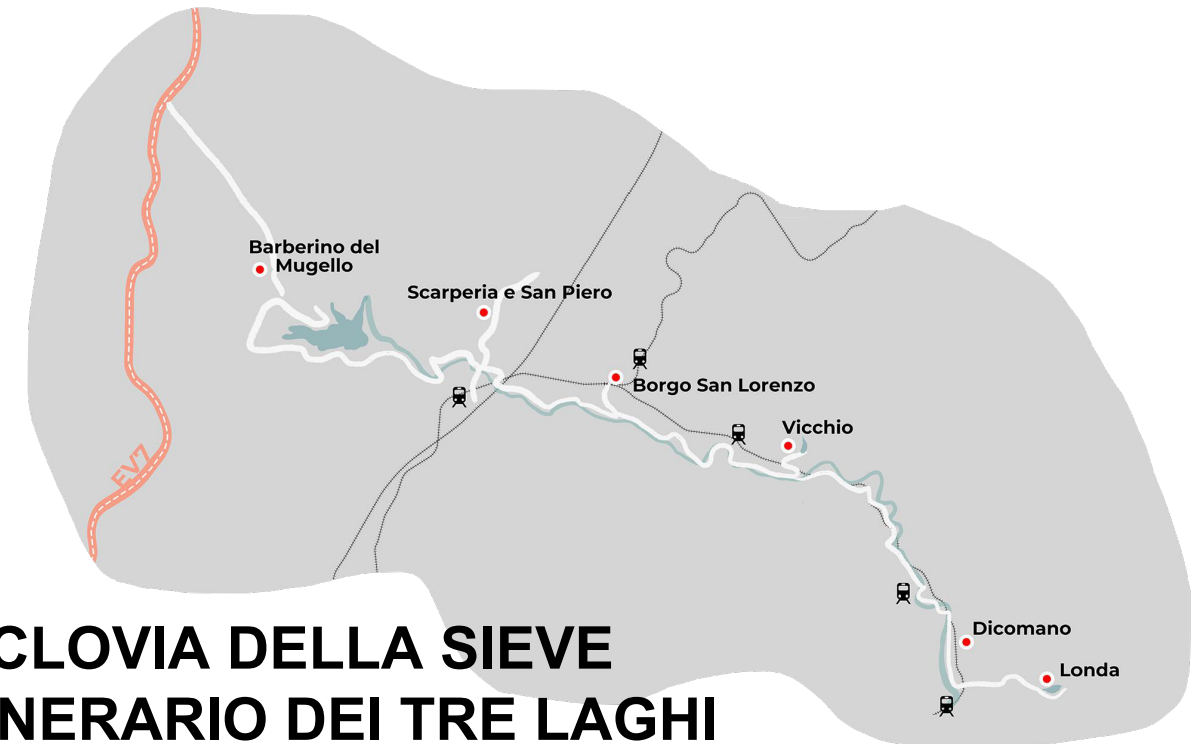 Barberino del
Mugello
Scarperia e San Piero
Borgo San Lorenzo
Vicchio
EV7
Dicomano
Londa
CLOVIA DELLA SIEVE
NERARIO DEI TRE LAGHI